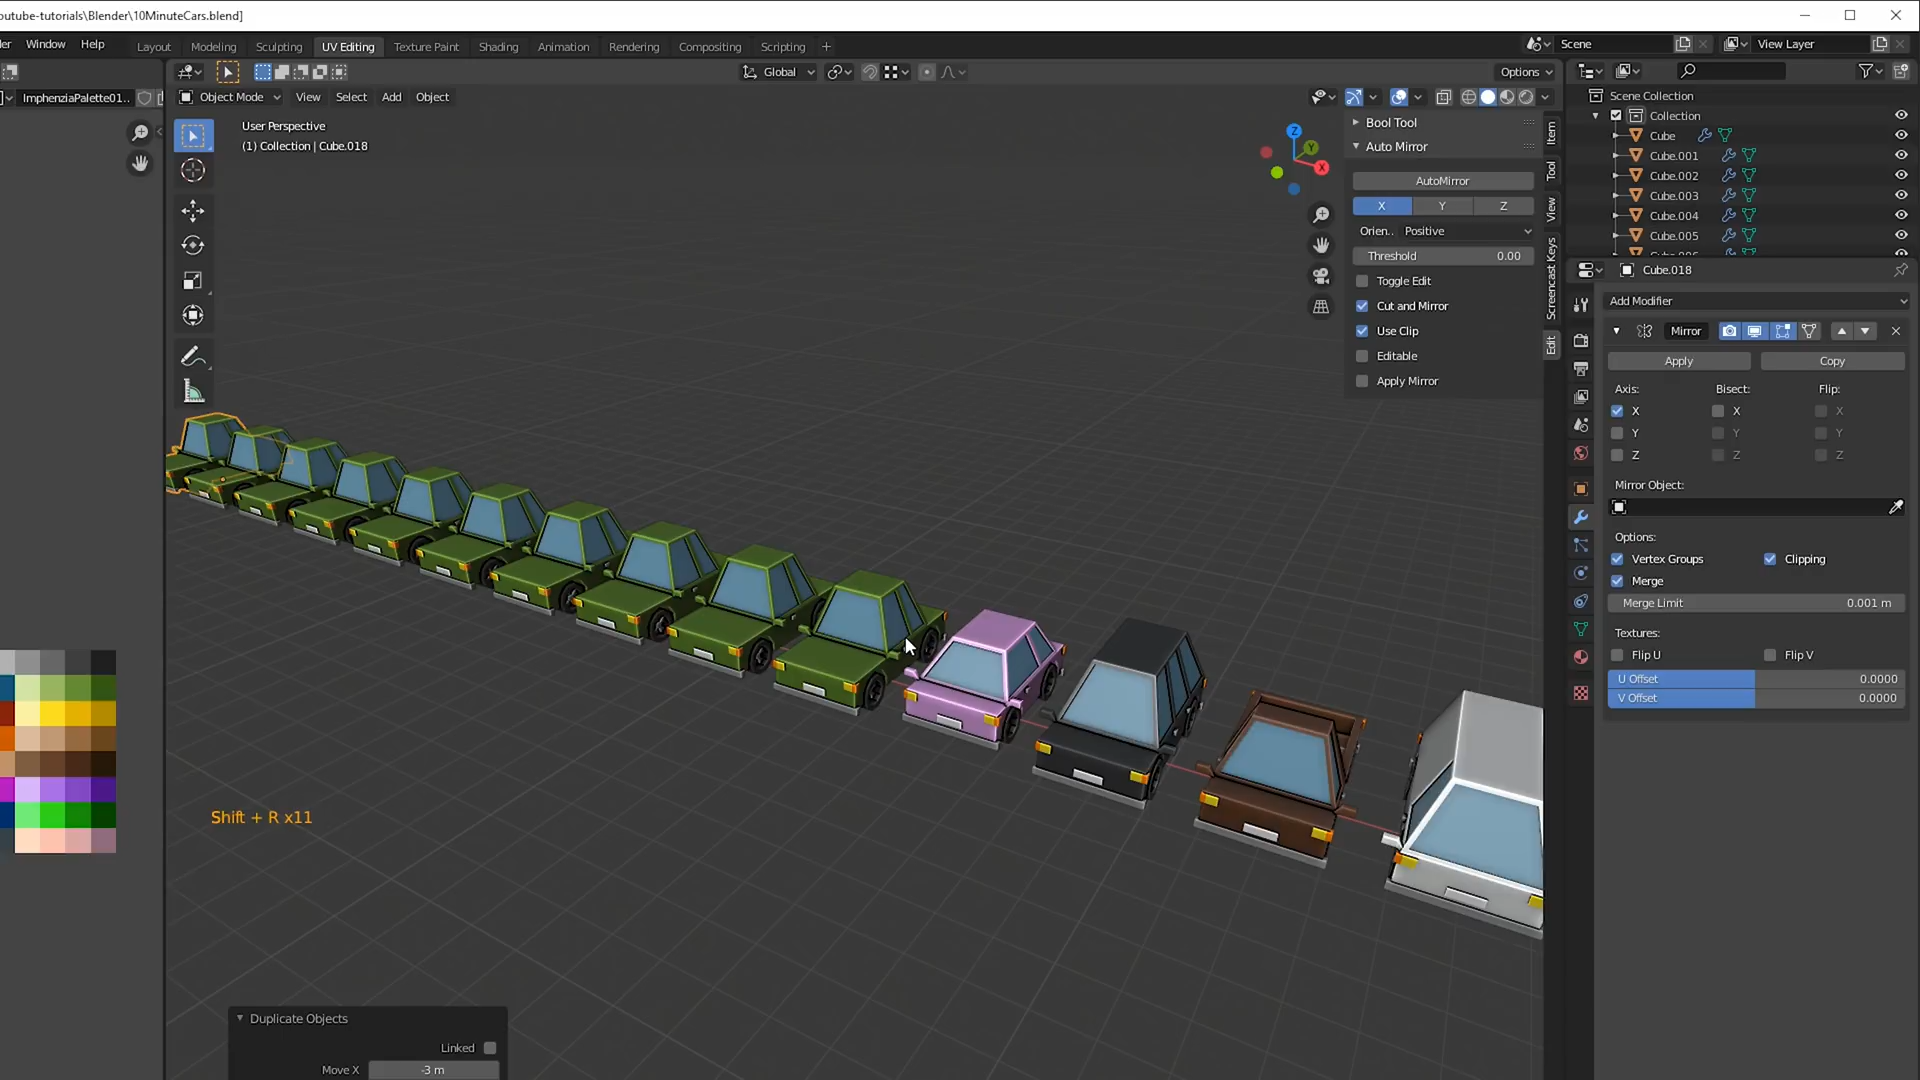 outube-tutorials\Blender\10MinuteCars.blend]
der Window Help Layout Modeling Sculpting UV Editing Texture Paint Shading Animation Rendering Compositing Scripting + Scene View Layer
Global Options
ImphenziaPalette01.. Object Mode View Select Add Object
Scene Collection
Collection
Cube
Cube.001
Cube.002
Cube.003
Cube.004
Cube.005
User Perspective
(1) Collection | Cube.018
Z
Y
X
Bool Tool
Auto Mirror
AutoMirror
X Y Z
Orien.. Positive
Threshold 0.00
Toggle Edit
Cut and Mirror
Use Clip
Editable
Apply Mirror
Item
Tool
View
Screencast Keys
Edit
Cube.018
Add Modifier
Mirror
Apply Copy
Axis: Bisect: Flip:
X X X
Y Y Y
Z Z Z
Mirror Object:
Options:
Vertex Groups Clipping
Merge
Merge Limit 0.001 m
Textures:
Flip U Flip V
U Offset 0.0000
V Offset 0.0000
Shift + R x11
Duplicate Objects
Linked
Move X -3 m